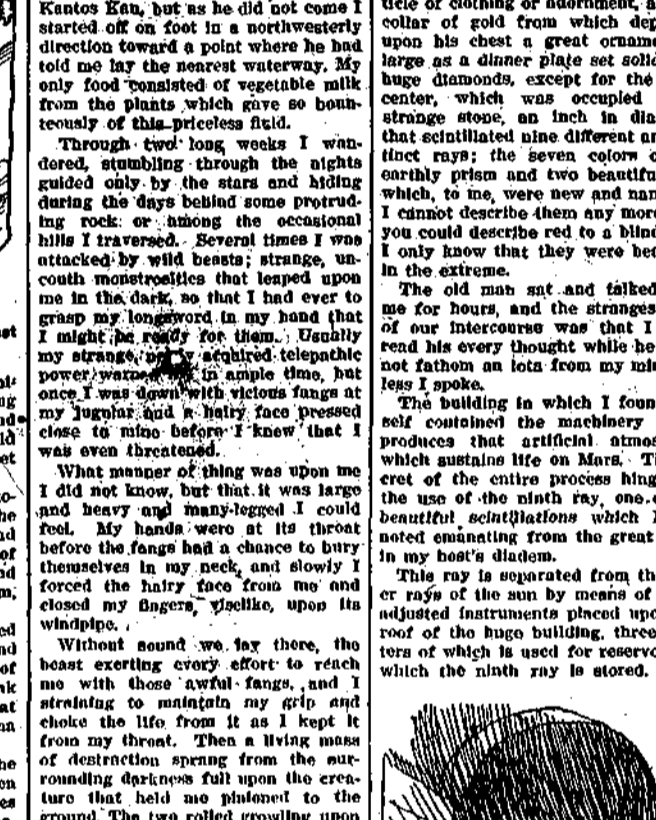 Kantos Kan, but as he did not come I
started off on foot in a northwesterly
direction toward a point where he had
told me lay the nearest waterway. My
only food consisted of vegetable milk
from the plants which gave so boun-
teously of this priceless fluid.
Through two long weeks I wan-
dered, stumbling through the nights
guided only by the stars and hiding
during the days behind some protrud-
ing rock or among the occasional
hills I traversed. Several times I was
attacked by wild beasts; strange, un-
couth monstrosities that leaped upon
me in the dark, so that I had ever to
grasp my longsword in my hand that
I might be ready for them. Usually
my strange, acquired telepathic
power in ample time, but
once I was down with vicious fangs at
my jugular and a hairy face pressed
close to mine before I knew that I
was even threatened.
What manner of thing was upon me
I did not know, but that it was large
and heavy and many-legged I could
feel. My hands were at its throat
before the fangs had a chance to bury
themselves in my neck, and slowly I
forced the hairy face from me and
closed my fingers, viselike, upon its
windpipe.
Without sound we lay there, the
beast exerting every effort to reach
me with those awful fangs, and I
straining to maintain my grip and
choke the life from it as I kept it
from my throat. Then a living mass
of destruction sprang from the sur-
rounding darkness full upon the crea-
ture that held me pinioned to the
ground. The two rolled growling upon
ticle of clothing or adornment, a
collar of gold from which dep
upon his chest a great orname
large as a dinner plate set solid
huge diamonds, except for the
center, which was occupied
strange stone, an inch in dia
that scintillated nine different an
tinct rays; the seven colors o
earthly prism and two beautifu
which, to me, were new and nam
I cannot describe them any more
you could describe red to a blind
I only know that they were bea
in the extreme.
The old man sat and talked
me for hours, and the stranges
of our intercourse was that I
read his every thought while he
not fathom an iota from my min
less I spoke.
The building in which I foun
self contained the machinery
produces that artificial atmos
which sustains life on Mars. T
cret of the entire process hing
the use of the ninth ray, one o
beautiful scintillations which I
noted emanating from the great
in my host's diadem.
This ray is separated from th
er rays of the sun by means of
adjusted instruments placed upo
roof of the huge building, three
ters of which is used for reservo
which the ninth ray is stored.